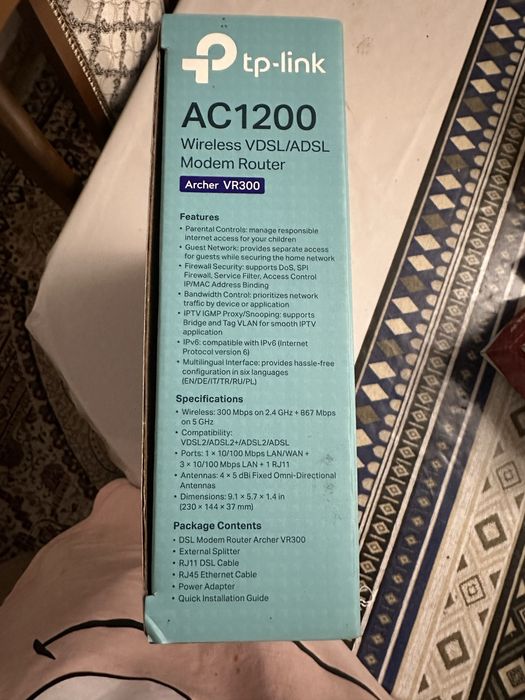 tp-link
AC1200
Wireless VDSL/ADSL
Modem Router
Archer VR300
Features
• Parental Controls: manage responsible
internet access for your children
• Guest Network: provides separate access
for guests while securing the home network
• Firewall Security: supports DoS, SPI
Firewall, Service Filter, Access Control
IP/MAC Address Binding
• Bandwidth Control: prioritizes network
traffic by device or application
• IPTV IGMP Proxy/Snooping: supports
Bridge and Tag VLAN for smooth IPTV
application
• IPv6: compatible with IPv6 (Internet
Protocol version 6)
• Multilingual Interface: provides hassle-free
configuration in six languages
(EN/DE/IT/TR/RU/PL)
Specifications
• Wireless: 300 Mbps on 2.4 GHz + 867 Mbps
on 5 GHz
• Compatibility:
VDSL2/ADSL2+/ADSL2/ADSL
• Ports: 1 × 10/100 Mbps LAN/WAN +
3 × 10/100 Mbps LAN + 1 RJ11
• Antennas: 4 × 5 dBi Fixed Omni-Directional
Antennas
• Dimensions: 9.1 × 5.7 × 1.4 in
(230 × 144 × 37 mm)
Package Contents
• DSL Modem Router Archer VR300
• External Splitter
• RJ11 DSL Cable
• RJ45 Ethernet Cable
• Power Adapter
• Quick Installation Guide